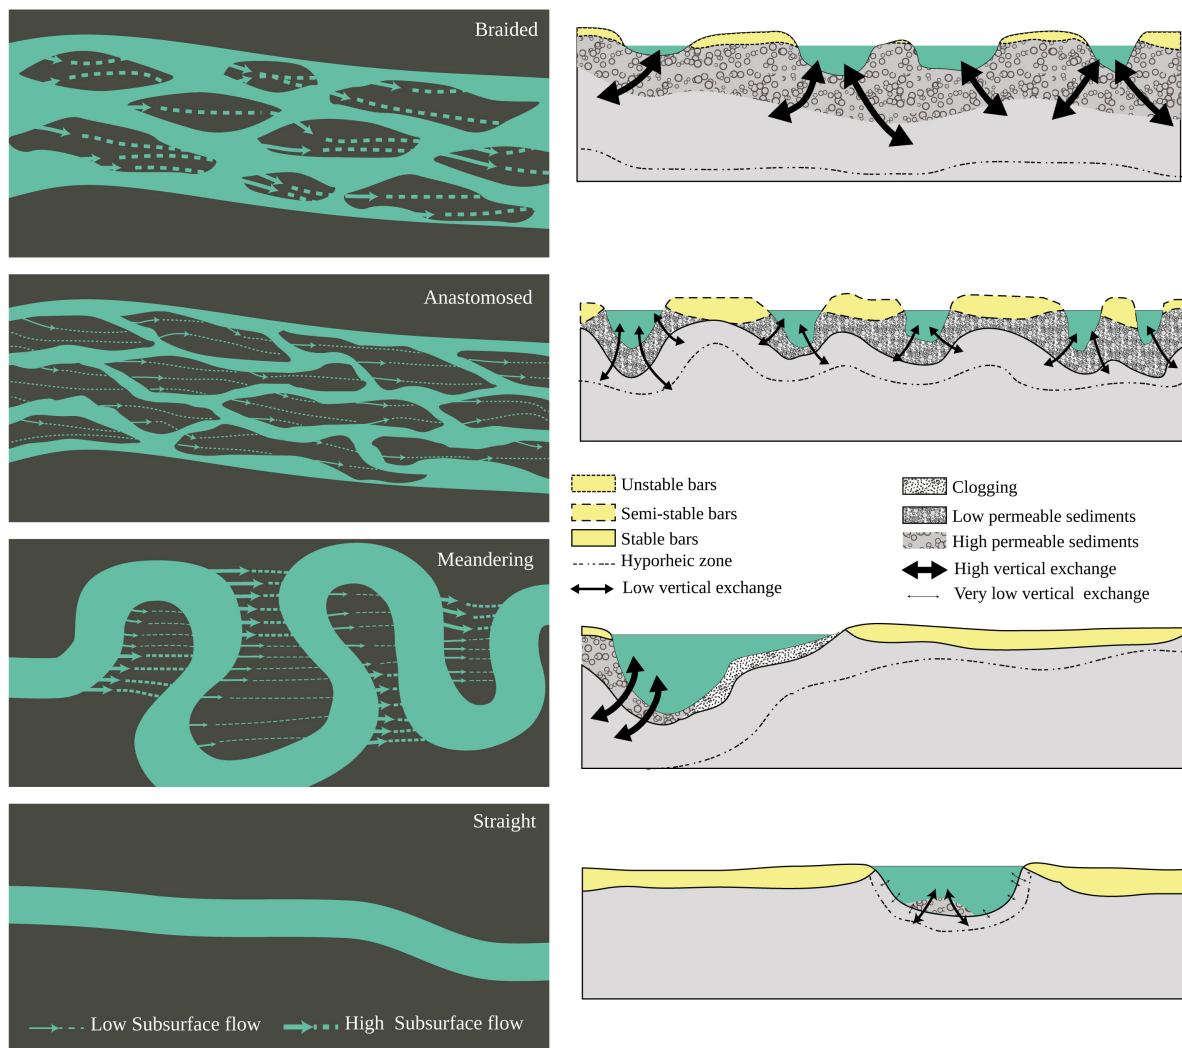 Braided
Anastomosed
Unstable bars
Semi-stable bars
Stable bars
Hyporheic zone
Low vertical exchange
Clogging
Low permeable sediments
High permeable sediments
High vertical exchange
Very low vertical exchange
Meandering
Straight
Low Subsurface flow
High Subsurface flow